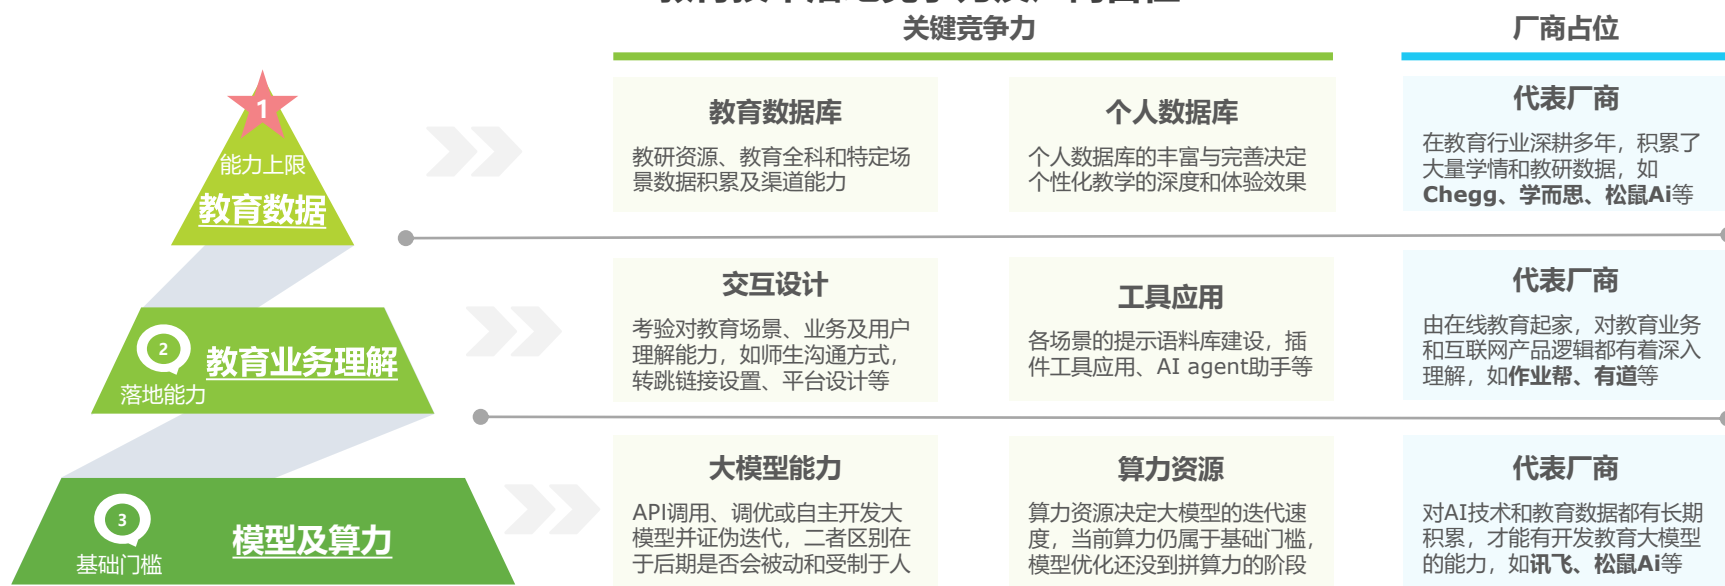 关键竞争力
厂商占位
1
能力上限
教育数据
教育数据库
教研资源、教育全科和特定场
景数据积累及渠道能力
个人数据库
个人数据库的丰富与完善决定
个性化教学的深度和体验效果
代表厂商
在教育行业深耕多年，积累了
大量学情和教研数据，如
Chegg、学而思、松鼠Ai等
2
教育业务理解
落地能力
交互设计
考验对教育场景、业务及用户
理解能力，如师生沟通方式，
转跳链接设置、平台设计等
工具应用
各场景的提示语料库建设，插
件工具应用、AI agent助手等
代表厂商
由在线教育起家，对教育业务
和互联网产品逻辑都有着深入
理解，如作业帮、有道等
3
模型及算力
基础门槛
大模型能力
API调用、调优或自主开发大
模型并证伪迭代，二者区别在
于后期是否会被动和受制于人
算力资源
算力资源决定大模型的迭代速
度，当前算力仍属于基础门槛，
模型优化还没到拼算力的阶段
代表厂商
对AI技术和教育数据都有长期
积累，才能有开发教育大模型
的能力，如讯飞、松鼠Ai等